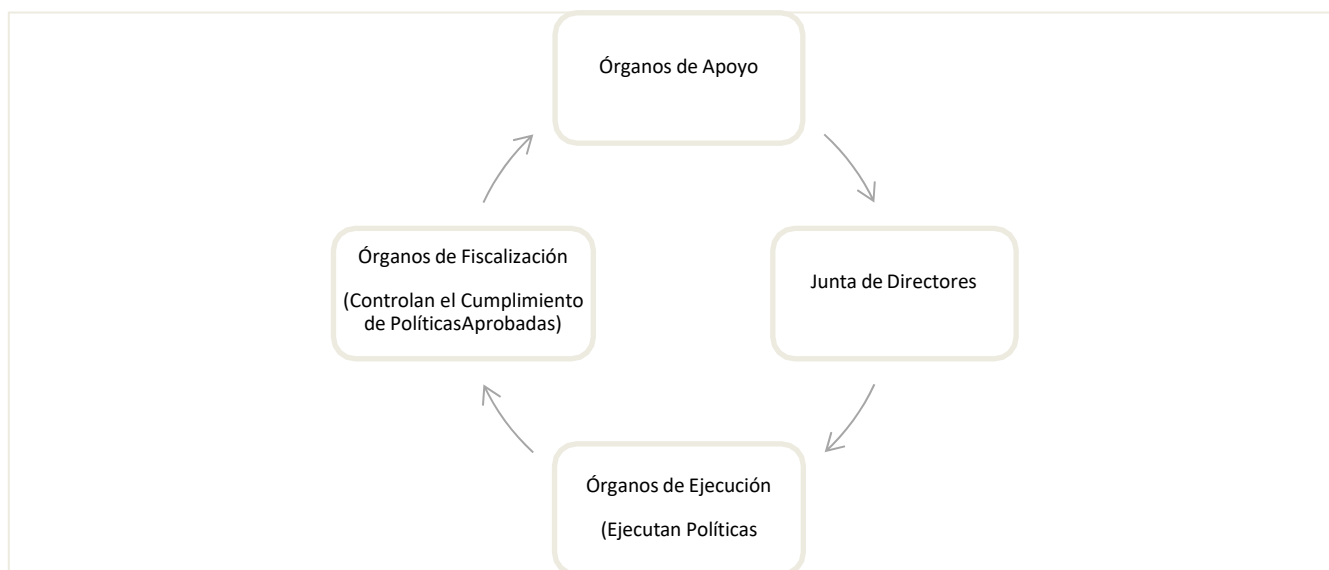 Órganos de Apoyo
Junta de Directores
Órganos de Ejecución
(Ejecutan Políticas
Órganos de Fiscalización
(Controlan el Cumplimiento
de PolíticasAprobadas)